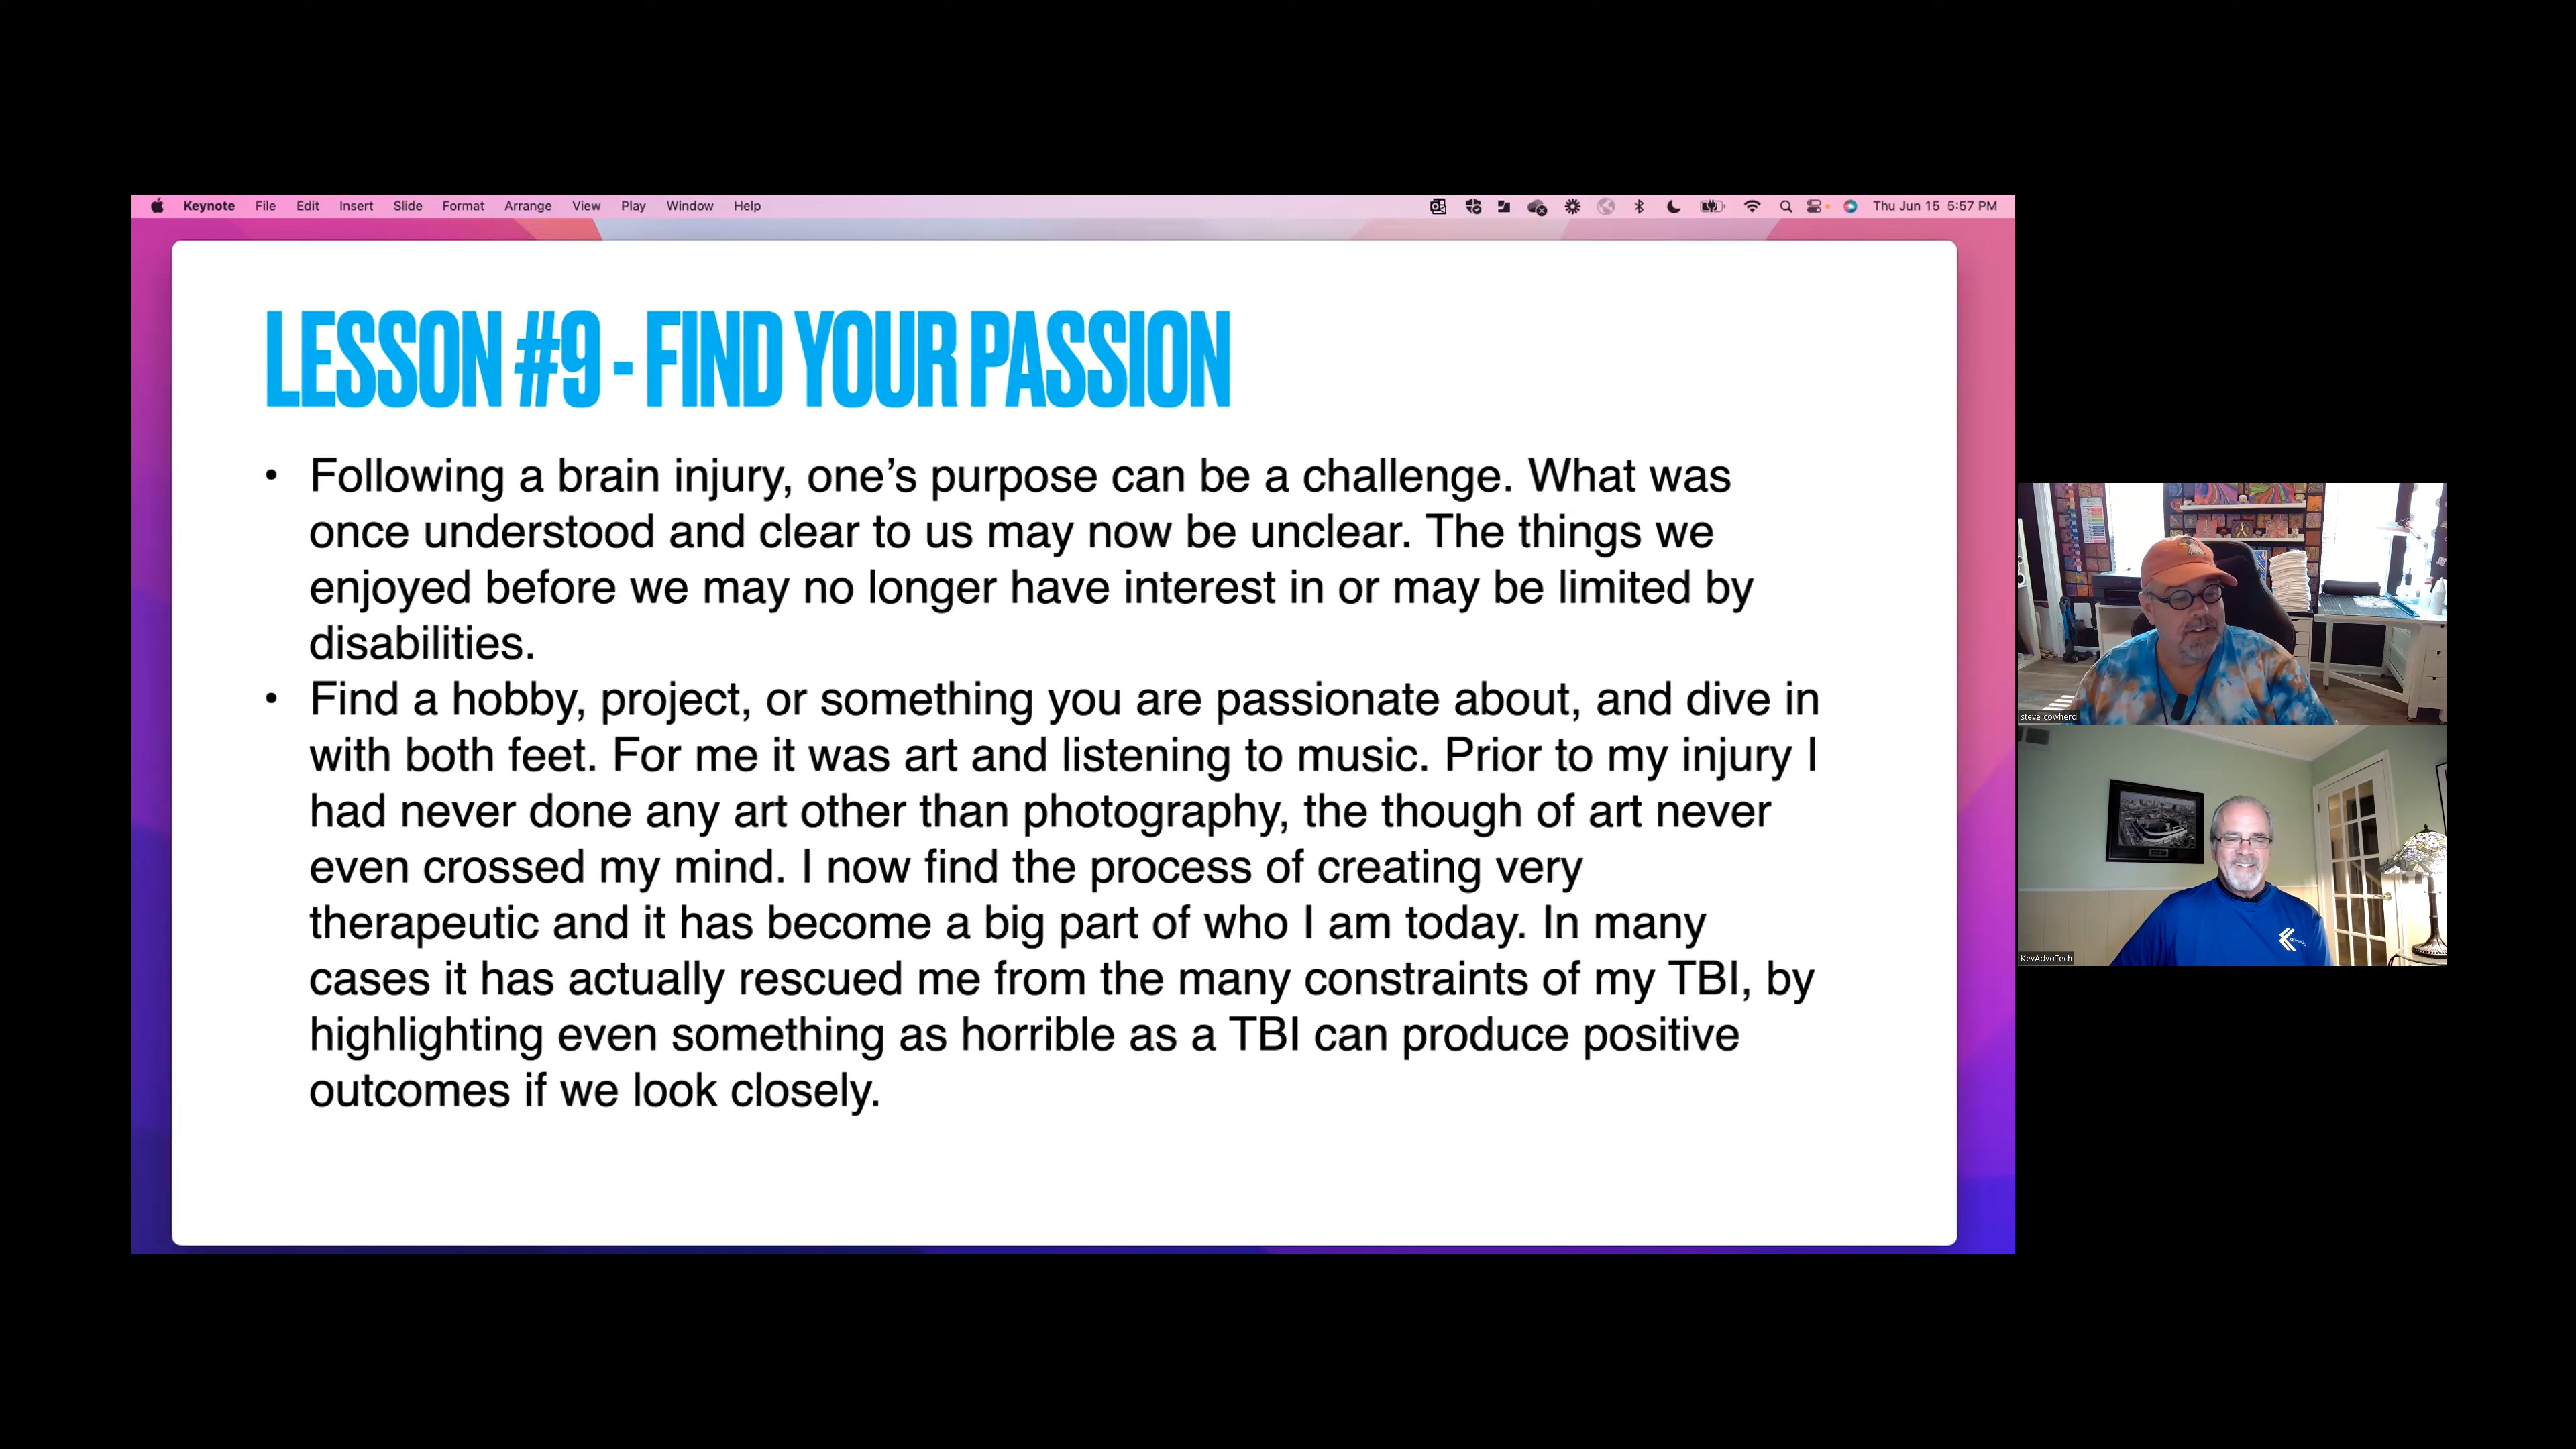 Keynote File Edit Insert Slide Format Arrange View Play Window Help Thu Jun 15 5:57 PM
LESSON #9 - FIND YOUR PASSION
• Following a brain injury, one’s purpose can be a challenge. What was
once understood and clear to us may now be unclear. The things we
enjoyed before we may no longer have interest in or may be limited by
disabilities.
• Find a hobby, project, or something you are passionate about, and dive in
with both feet. For me it was art and listening to music. Prior to my injury I
had never done any art other than photography, the though of art never
even crossed my mind. I now find the process of creating very
therapeutic and it has become a big part of who I am today. In many
cases it has actually rescued me from the many constraints of my TBI, by
highlighting even something as horrible as a TBI can produce positive
outcomes if we look closely.
steve cowherd
KevAdvoTech